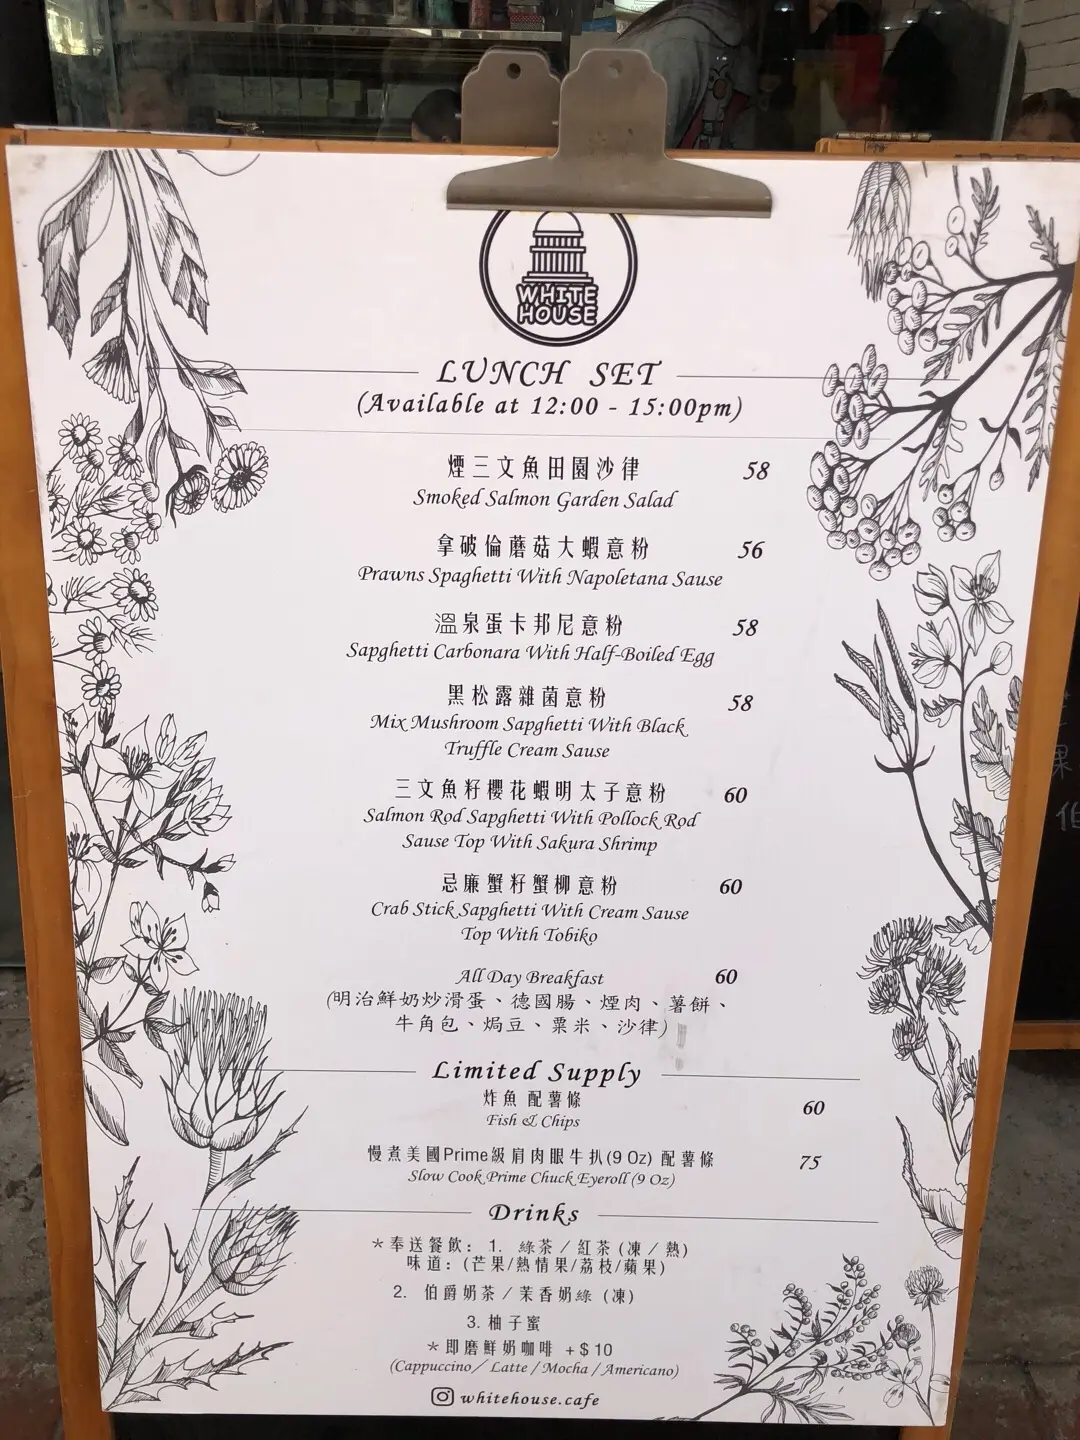 WHITE
HOUSE
LUNCH SET
(Available at 12:00 - 15:00pm)
煙三文魚田園沙律 58
Smoked Salmon Garden Salad
拿破倫蘑菇大蝦意粉 56
Prawns Spaghetti With Napoletana Sause
溫泉蛋卡邦尼意粉 58
Sapghetti Carbonara With Half-Boiled Egg
黑松露雜菌意粉 58
Mix Mushroom Sapghetti With Black
Truffle Cream Sause
三文魚籽櫻花蝦明太子意粉 60
Salmon Rod Sapghetti With Pollock Rod
Sause Top With Sakura Shrimp
忌廉蟹籽蟹柳意粉 60
Crab Stick Sapghetti With Cream Sause
Top With Tobiko
All Day Breakfast 60
(明治鮮奶炒滑蛋、德國腸、煙肉、薯餅、
牛角包、焗豆、粟米、沙律)
Limited Supply
炸魚 配薯條 60
Fish & Chips
慢煮美國Prime級肩肉眼牛扒(9 Oz) 配薯條 75
Slow Cook Prime Chuck Eyeroll (9 Oz)
Drinks
*奉送餐飲: 1. 綠茶 / 紅茶 (凍 / 熱)
味道: (芒果/熱情果/荔枝/蘋果)
2. 伯爵奶茶 / 茉香奶綠 (凍)
3. 柚子蜜
*即磨鮮奶咖啡 +$10
(Cappuccino / Latte / Mocha / Americano)
whitehouse.cafe
果